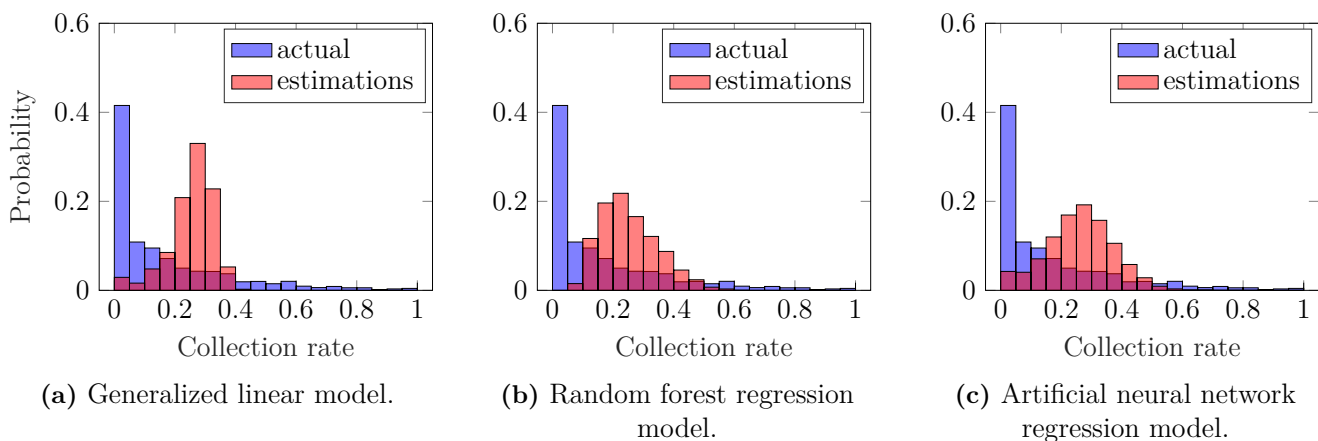 0.6
0.4
0.2
0
Probability
actual
estimations
0 0.2 0.4 0.6 0.8 1
Collection rate
(a) Generalized linear model.
0.6
0.4
0.2
0
actual
estimations
0 0.2 0.4 0.6 0.8 1
Collection rate
(b) Random forest regression
model.
0.6
0.4
0.2
0
actual
estimations
0 0.2 0.4 0.6 0.8 1
Collection rate
(c) Artificial neural network
regression model.